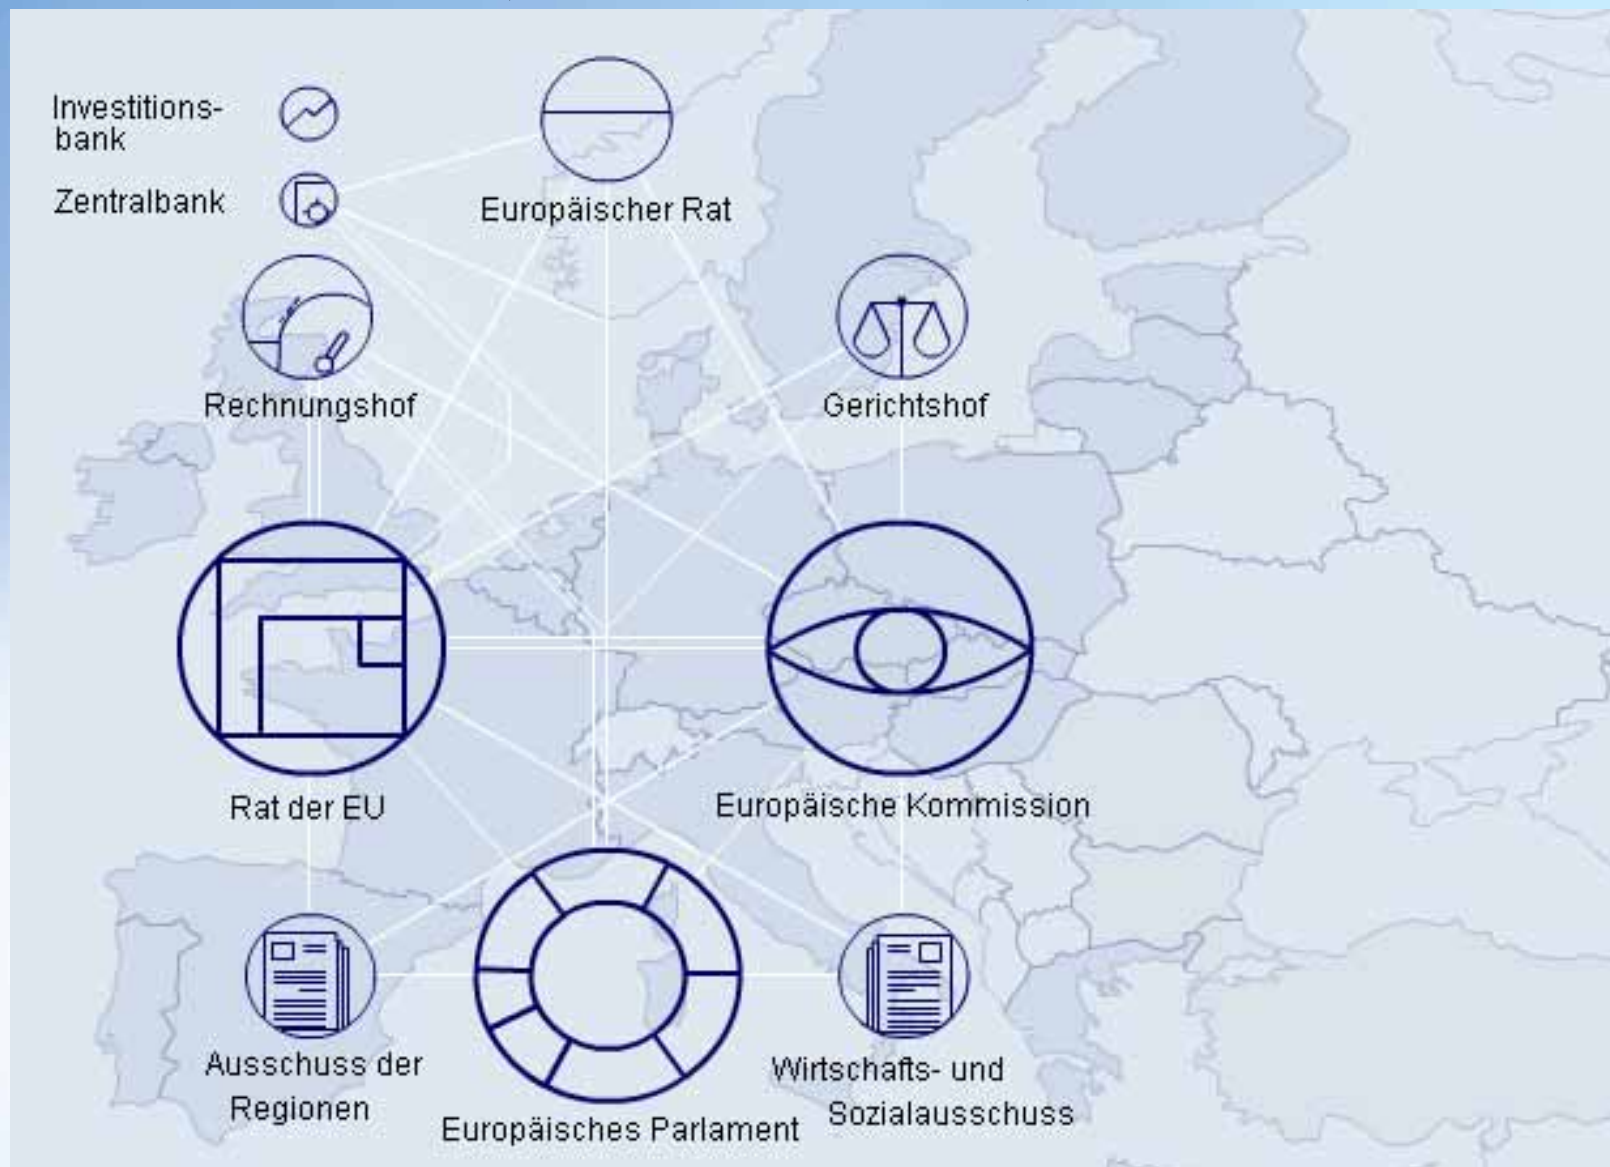 Investitions-
bank
Zentralbank
Europäischer Rat
Rechnungshof
Gerichtshof
Rat der EU
Europäische Kommission
Ausschuss der
Regionen
Europäisches Parlament
Wirtschafts- und
Sozialausschuss